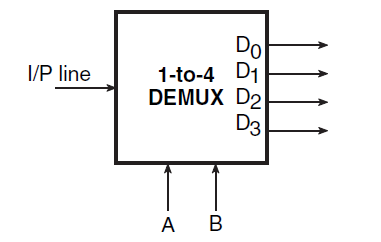 I/P line
1-to-4
DEMUX
D0
D1
D2
D3
A
B